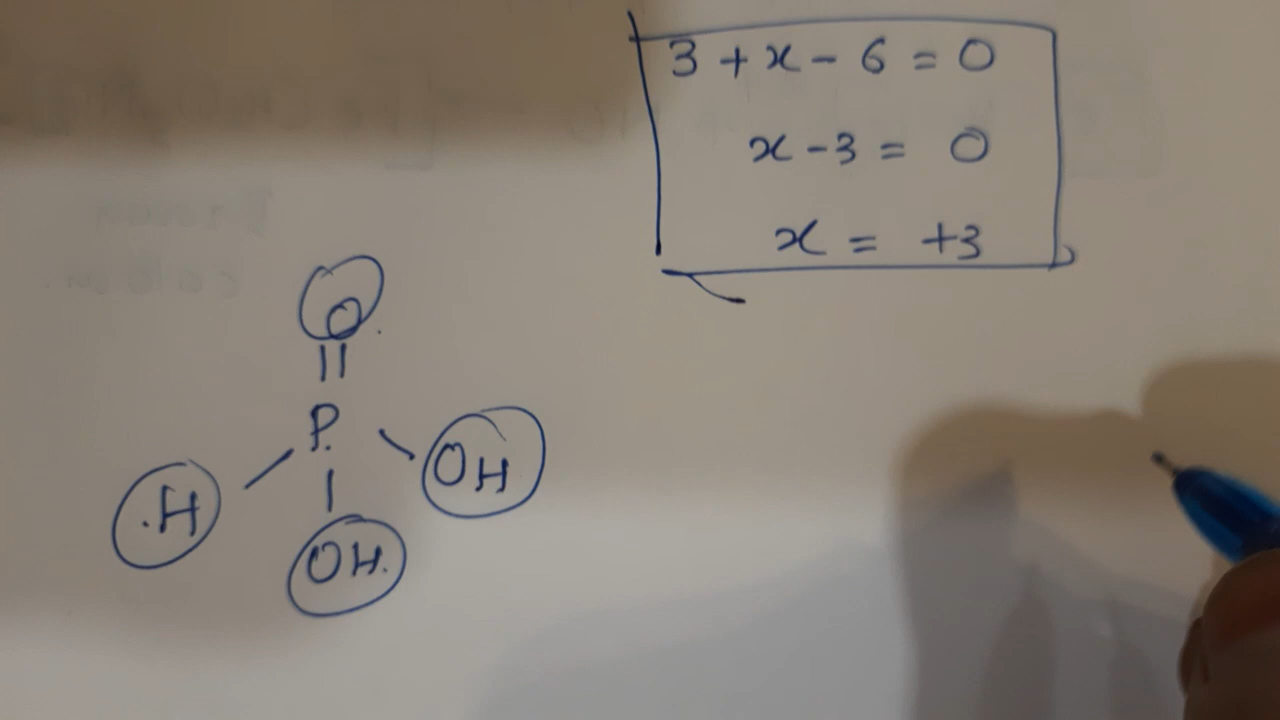 3 + x - 6 = 0
x - 3 = 0
x = +3
O
||
P
H
OH
OH